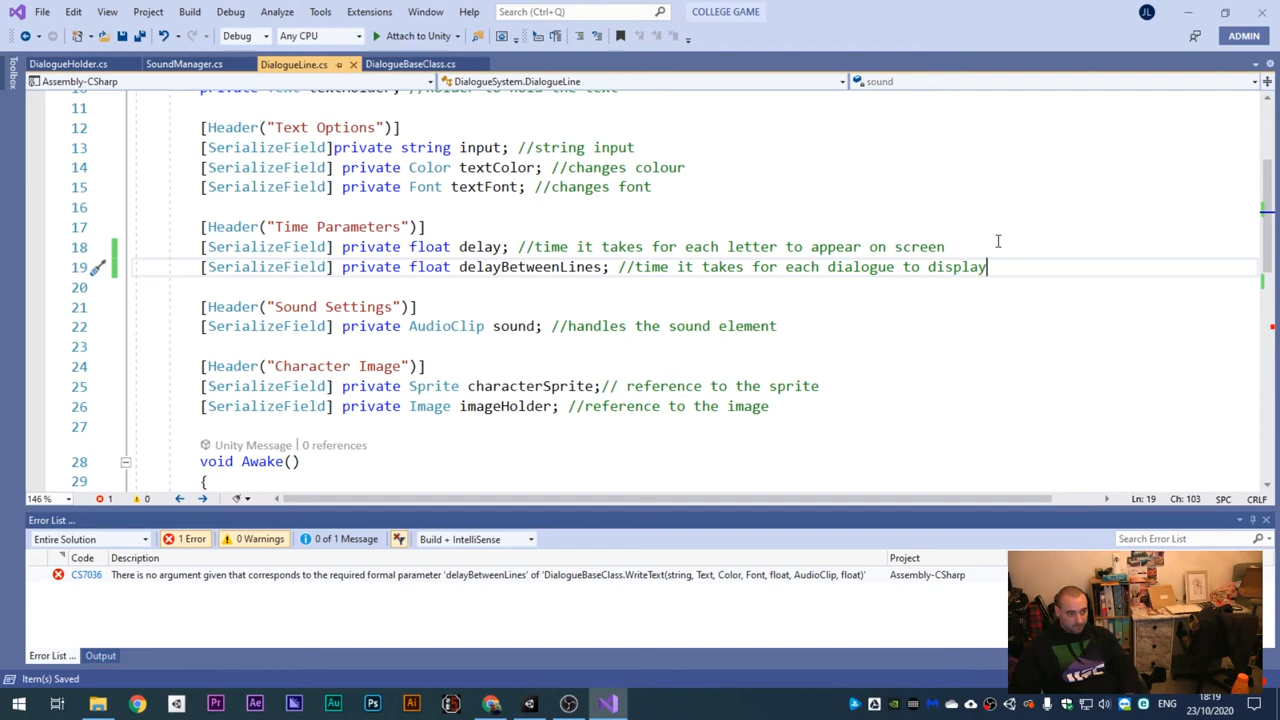 File Edit View Project Build Debug Analyze Tools Extensions Window Help Search (Ctrl+Q) COLLEGE GAME JL
Debug Any CPU Attach to Unity ADMIN
DialogueHolder.cs SoundManager.cs DialogueLine.cs DialogueBaseClass.cs
Toolbox
Assembly-CSharp DialogueSystem.DialogueLine sound
11
12 [Header("Text Options")]
13 [SerializeField]private string input; //string input
14 [SerializeField] private Color textColor; //changes colour
15 [SerializeField] private Font textFont; //changes font
16
17 [Header("Time Parameters")]
18 [SerializeField] private float delay; //time it takes for each letter to appear on screen
19 [SerializeField] private float delayBetweenLines; //time it takes for each dialogue to display
20
21 [Header("Sound Settings")]
22 [SerializeField] private AudioClip sound; //handles the sound element
23
24 [Header("Character Image")]
25 [SerializeField] private Sprite characterSprite;// reference to the sprite
26 [SerializeField] private Image imageHolder; //reference to the image
27
Unity Message | 0 references
28 void Awake()
29 {
146 % 1 0 Ln: 19 Ch: 103 SPC CRLF
Error List ...
Entire Solution 1 Error 0 Warnings 0 of 1 Message Build + IntelliSense Search Error List
Code Description Project
CS7036 There is no argument given that corresponds to the required formal parameter 'delayBetweenLines' of 'DialogueBaseClass.WriteText(string, Text, Color, Font, float, AudioClip, float)' Assembly-CSharp
Error List ... Output
Item(s) Saved
Pr Ae Au Ps Ai ENG 18:19
23/10/2020